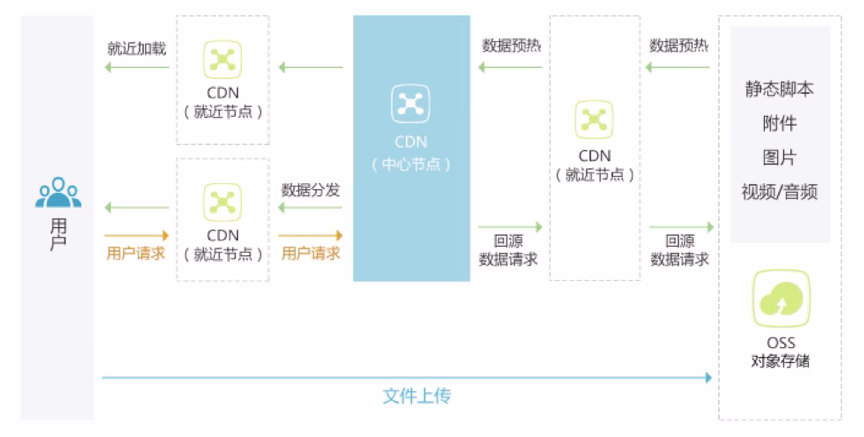 就近加载
CDN
（就近节点）
数据预热
数据预热
CDN
（中心节点）
CDN
（就近节点）
静态脚本
附件
图片
视频/音频
用户
数据分发
用户请求
CDN
（就近节点）
用户请求
回源
数据请求
回源
数据请求
OSS
对象存储
文件上传